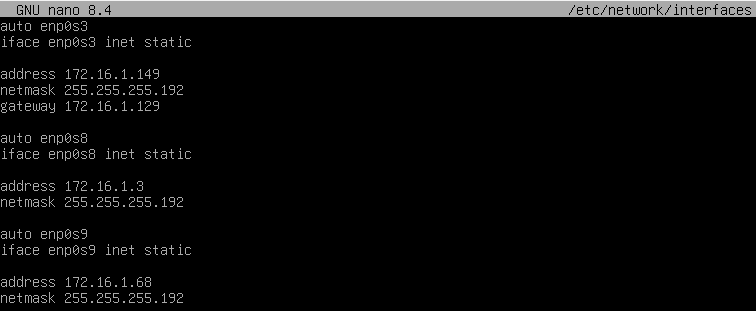 GNU nano 8.4 /etc/network/interfaces
auto enp0s3
iface enp0s3 inet static
address 172.16.1.149
netmask 255.255.255.192
gateway 172.16.1.129
auto enp0s8
iface enp0s8 inet static
address 172.16.1.3
netmask 255.255.255.192
auto enp0s9
iface enp0s9 inet static
address 172.16.1.68
netmask 255.255.255.192